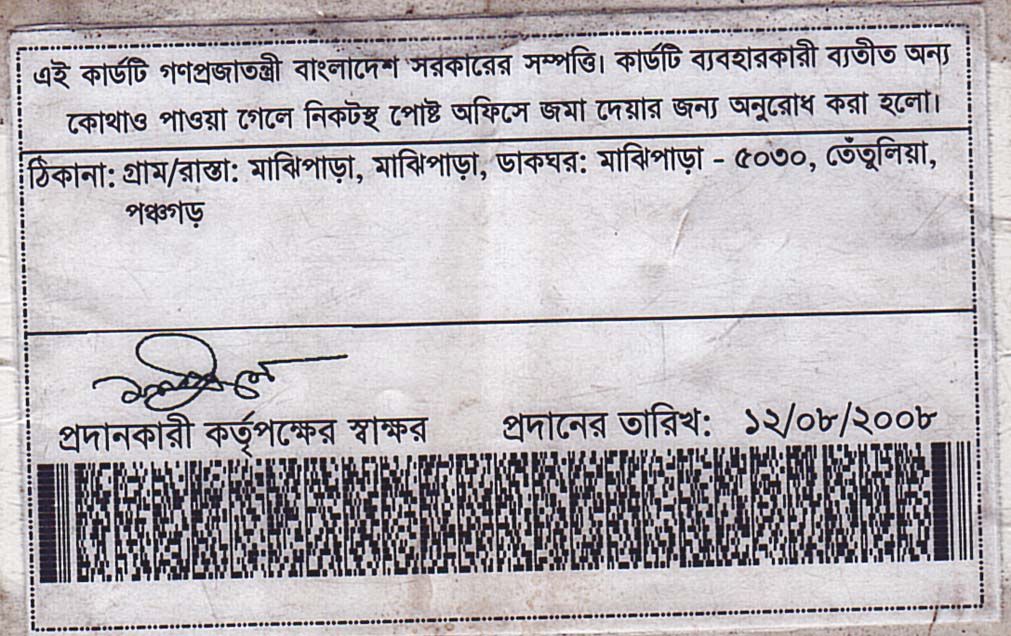 এই কার্ডটি গণপ্রজাতন্ত্রী বাংলাদেশ সরকারের সম্পত্তি। কার্ডটি ব্যবহারকারী ব্যতীত অন্য
কোথাও পাওয়া গেলে নিকটস্থ পোষ্ট অফিসে জমা দেয়ার জন্য অনুরোধ করা হলো।
ঠিকানা: গ্রাম/রাস্তা: মাঝিপাড়া, মাঝিপাড়া, ডাকঘর: মাঝিপাড়া - ৫০৩০, তেঁতুলিয়া,
পঞ্চগড়
প্রদানকারী কর্তৃপক্ষের স্বাক্ষর প্রদানের তারিখ: ১২/০৮/২০০৮